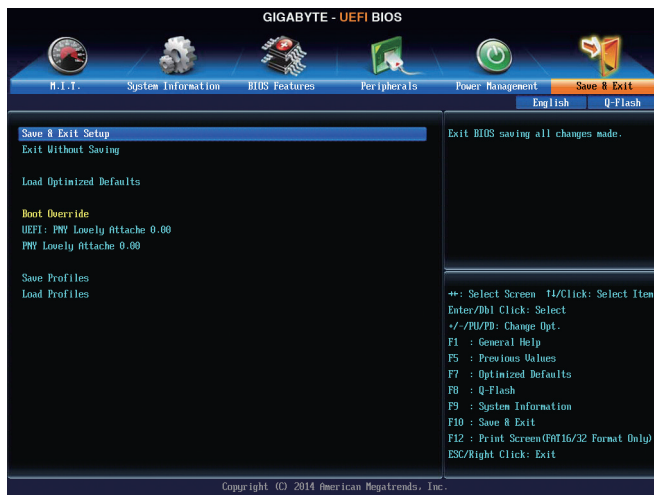 GIGABYTE - UEFI BIOS
M.I.T. System Information BIOS Features Peripherals Power Management Save & Exit
English Q-Flash
Save & Exit Setup
Exit Without Saving
Load Optimized Defaults
Boot Override
UEFI: PNY Lovely Attache 0.00
PNY Lovely Attache 0.00
Save Profiles
Load Profiles
Exit BIOS saving all changes made.
→←: Select Screen ↑↓/Click: Select Item
Enter/Dbl Click: Select
+/-/PU/PD: Change Opt.
F1 : General Help
F5 : Previous Values
F7 : Optimized Defaults
F8 : Q-Flash
F9 : System Information
F10 : Save & Exit
F12 : Print Screen(FAT16/32 Format Only)
ESC/Right Click: Exit
Copyright (C) 2014 American Megatrends, Inc.